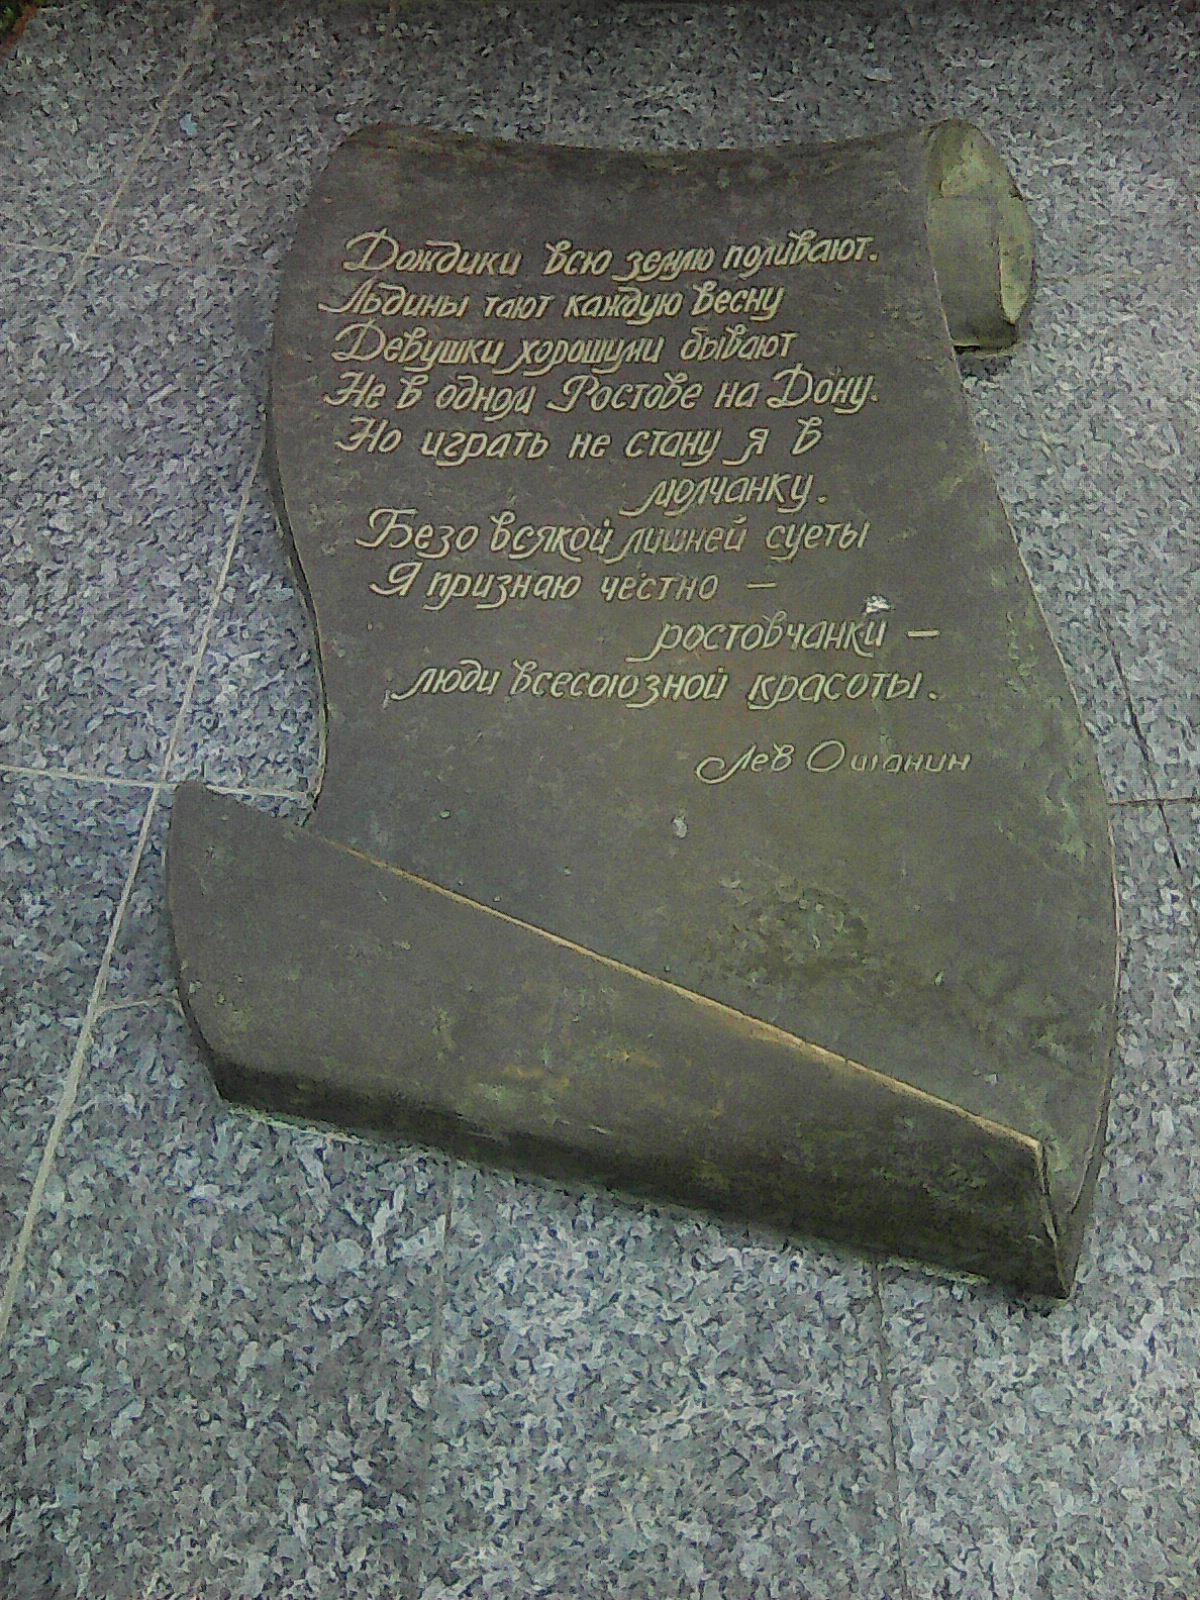 Дождики всю землю поливают.
Льдины тают каждую весну
Девушки хорошими бывают
Не в одной Ростове на Дону.
Но играть не стану я в
молчанку.
Безо всякой лишней суеты
Я признаю честно –
ростовчанки –
люди всесоюзной красоты.
Лев Ошанин